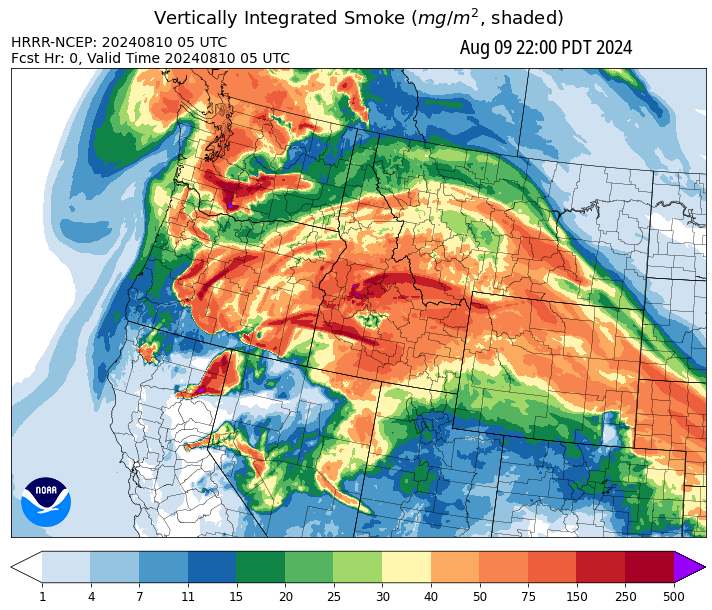 Vertically Integrated Smoke (mg/m², shaded)
HRRR-NCEP: 20240810 05 UTC
Aug 09 22:00 PDT 2024
Fcst Hr: 0, Valid Time 20240810 05 UTC
NOAA
1 4 7 11 15 20 25 30 40 50 75 150 250 500